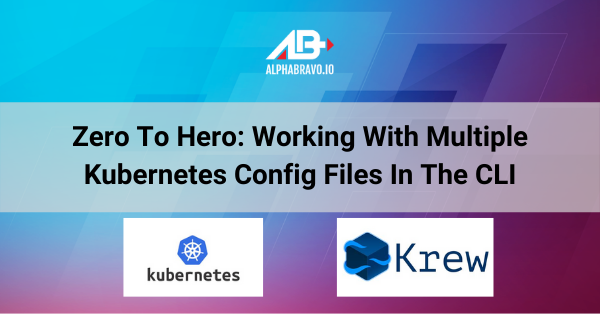 AB
ALPHABRAVO.IO
Zero To Hero: Working With Multiple
Kubernetes Config Files In The CLI
kubernetes
Krew